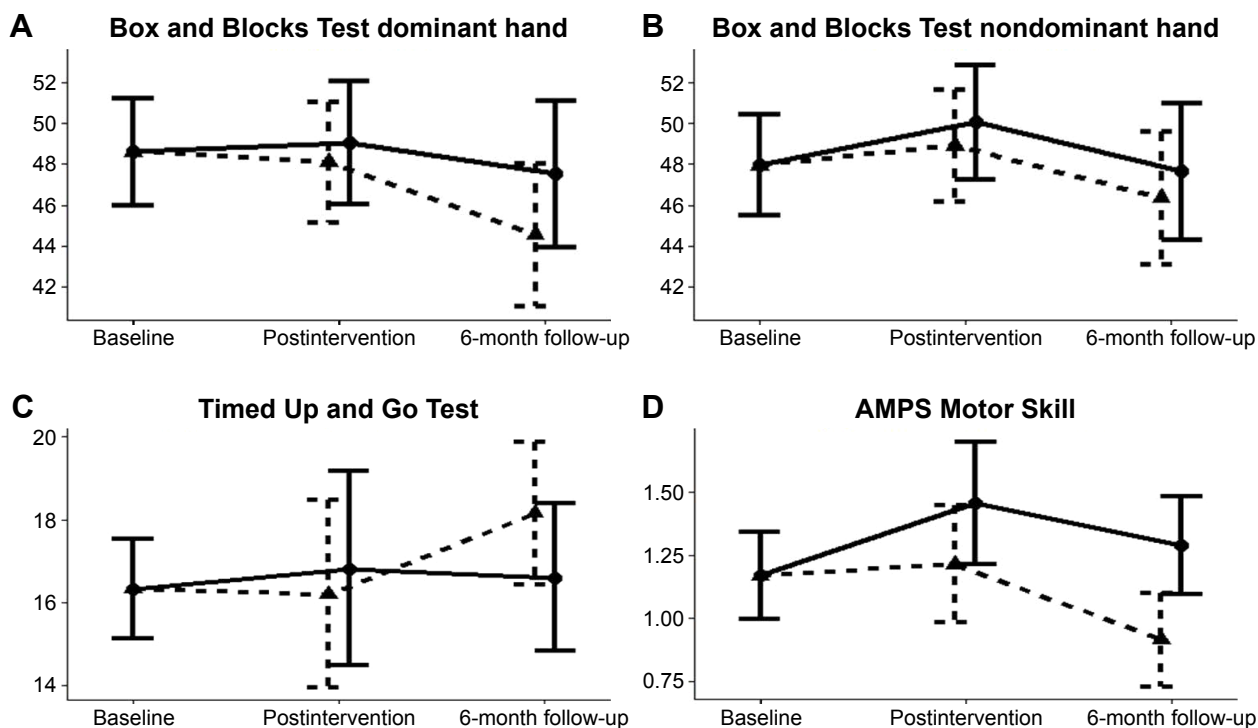 A Box and Blocks Test dominant hand
52
50
48
46
44
42
Baseline Postintervention 6-month follow-up
B Box and Blocks Test nondominant hand
52
50
48
46
44
42
Baseline Postintervention 6-month follow-up
C Timed Up and Go Test
20
18
16
14
Baseline Postintervention 6-month follow-up
D AMPS Motor Skill
1.50
1.25
1.00
0.75
Baseline Postintervention 6-month follow-up